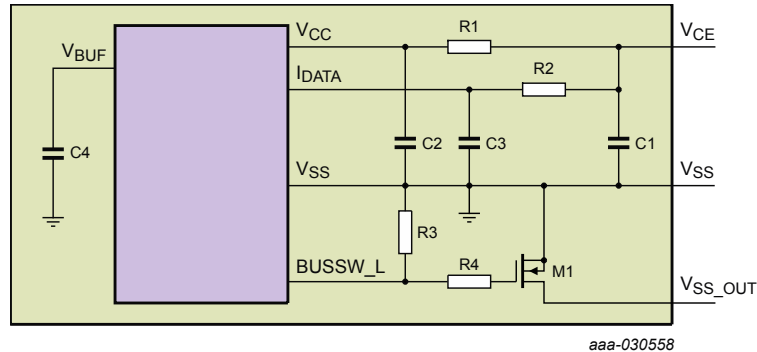 VCC
R1
VCE
VBUF
IDATA
R2
C4
C2
C3
C1
VSS
VSS
R3
BUSSW_L
R4
M1
VSS_OUT
aaa-030558